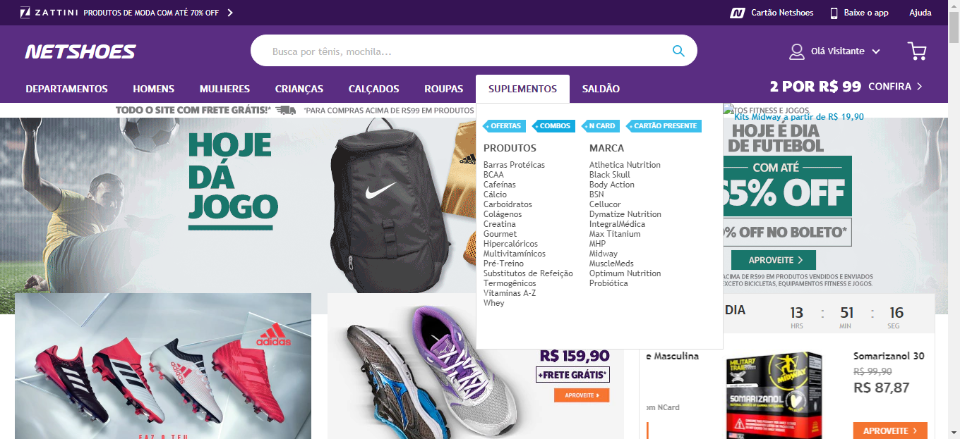 ZATTINI PRODUTOS DE MODA COM ATÉ 70% OFF
Cartão Netshoes
Baixe o app
Ajuda
NETSHOES
Busca por tênis, mochila...
Olá Visitante
DEPARTAMENTOS
HOMENS
MULHERES
CRIANÇAS
CALÇADOS
ROUPAS
SUPLEMENTOS
SALDÃO
2 POR R$ 99 CONFIRA
TODO O SITE COM FRETE GRÁTIS!*
*PARA COMPRAS ACIMA DE R$99 EM PRODUTOS
FITNESS E JOGOS
Kits Midway a partir de R$ 19,90
HOJE
DÁ
JOGO
OFERTAS
COMBOS
N CARD
CARTÃO PRESENTE
PRODUTOS
Barras Protéicas
BCAA
Cafeínas
Cálcio
Carboidratos
Colágenos
Creatina
Gourmet
Hipercalóricos
Multivitamínicos
Pré-Treino
Substitutos de Refeição
Termogênicos
Vitaminas A-Z
Whey
MARCA
Atlhetica Nutrition
Black Skull
Body Action
BSN
Cellucor
Dymatize Nutrition
IntegralMédica
Max Titanium
MHP
Midway
MuscleMeds
Optimum Nutrition
Probiótica
HOJE É DIA
DE FUTEBOL
COM ATÉ
65% OFF
% OFF NO BOLETO*
APROVEITE
ACIMA DE R$99 EM PRODUTOS VENDIDOS E ENVIADOS
EXCETO BICICLETAS, EQUIPAMENTOS FITNESS E JOGOS.
adidas
R$ 159,90
+FRETE GRÁTIS*
APROVEITE
DIA
13 : 51 : 16
HRS MIN SEG
e Masculina
om NCard
MILITARY TRAIL
Midway
SOMARIZANOL
Somarizanol 30
R$ 99,90
R$ 87,87
APROVEITE